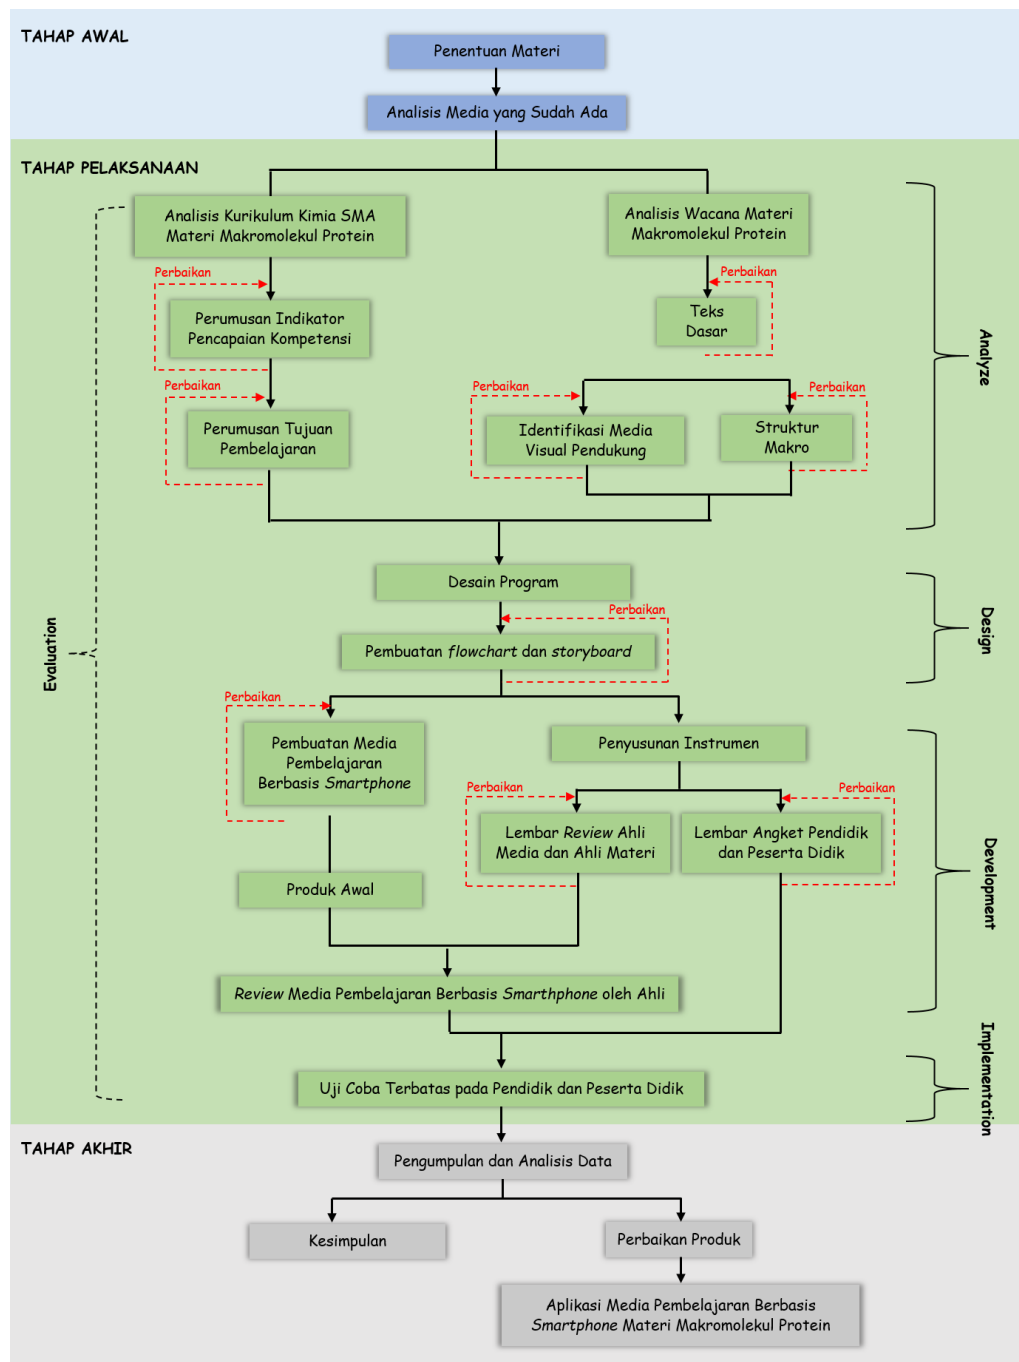 TAHAP AWAL
Penentuan Materi
Analisis Media yang Sudah Ada
TAHAP PELAKSANAAN
Analisis Kurikulum Kimia SMA
Materi Makromolekul Protein
Analisis Wacana Materi
Makromolekul Protein
Perbaikan
Perbaikan
Perumusan Indikator
Pencapaian Kompetensi
Teks
Dasar
Analyze
Perbaikan
Perbaikan
Perbaikan
Perumusan Tujuan
Pembelajaran
Identifikasi Media
Visual Pendukung
Struktur
Makro
Desain Program
Perbaikan
Design
Pembuatan flowchart dan storyboard
Evaluation
Perbaikan
Pembuatan Media
Pembelajaran
Berbasis Smartphone
Penyusunan Instrumen
Perbaikan
Perbaikan
Lembar Review Ahli
Media dan Ahli Materi
Lembar Angket Pendidik
dan Peserta Didik
Development
Produk Awal
Review Media Pembelajaran Berbasis Smarthphone oleh Ahli
Implementation
Uji Coba Terbatas pada Pendidik dan Peserta Didik
TAHAP AKHIR
Pengumpulan dan Analisis Data
Kesimpulan
Perbaikan Produk
Aplikasi Media Pembelajaran Berbasis
Smartphone Materi Makromolekul Protein